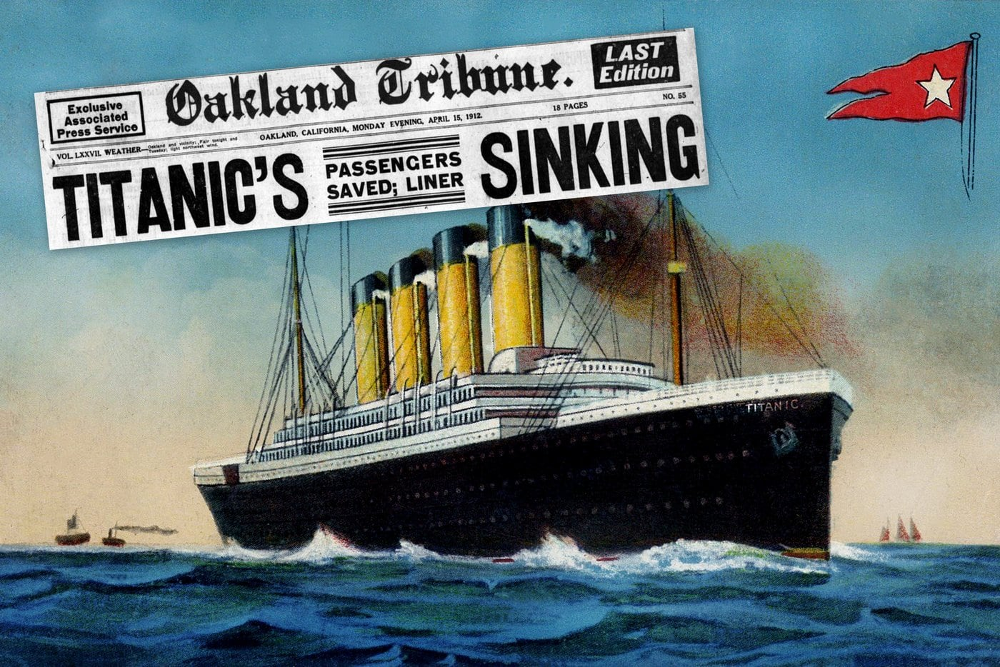 Exclusive
Associated
Press Service
Oakland Tribune.
LAST
Edition
VOL. LXXVII. WEATHER—Oakland and vicinity: Fair tonight and
Tuesday; light northwest wind.
OAKLAND, CALIFORNIA, MONDAY EVENING, APRIL 15, 1912.
18 PAGES
NO. 55
TITANIC'S
PASSENGERS
SAVED; LINER
SINKING
TITANIC.